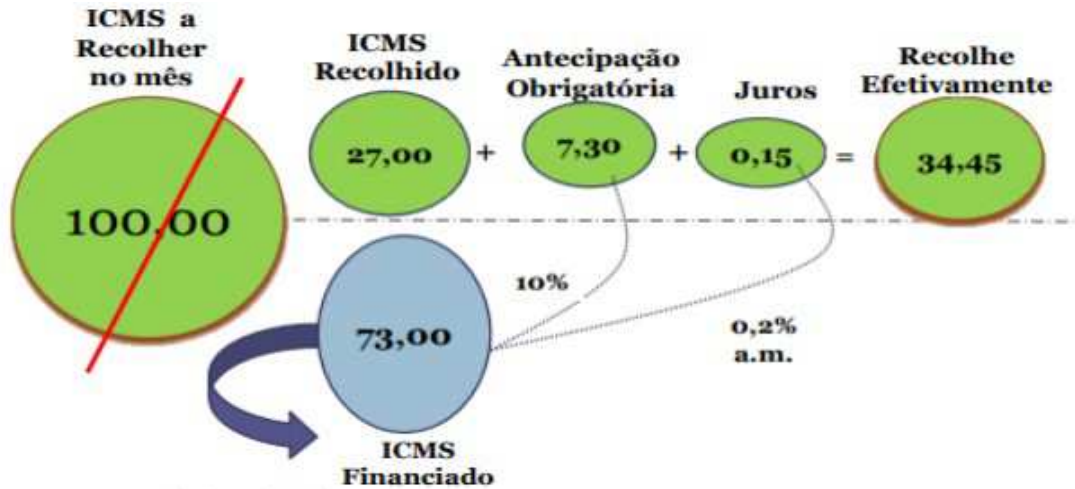 ICMS a
Recolher
no mês
100,00
ICMS
Recolhido
27,00
+
Antecipação
Obrigatória
7,30
+
Juros
0,15
=
Recolhe
Efetivamente
34,45
10%
0,2%
a.m.
73,00
ICMS
Financiado